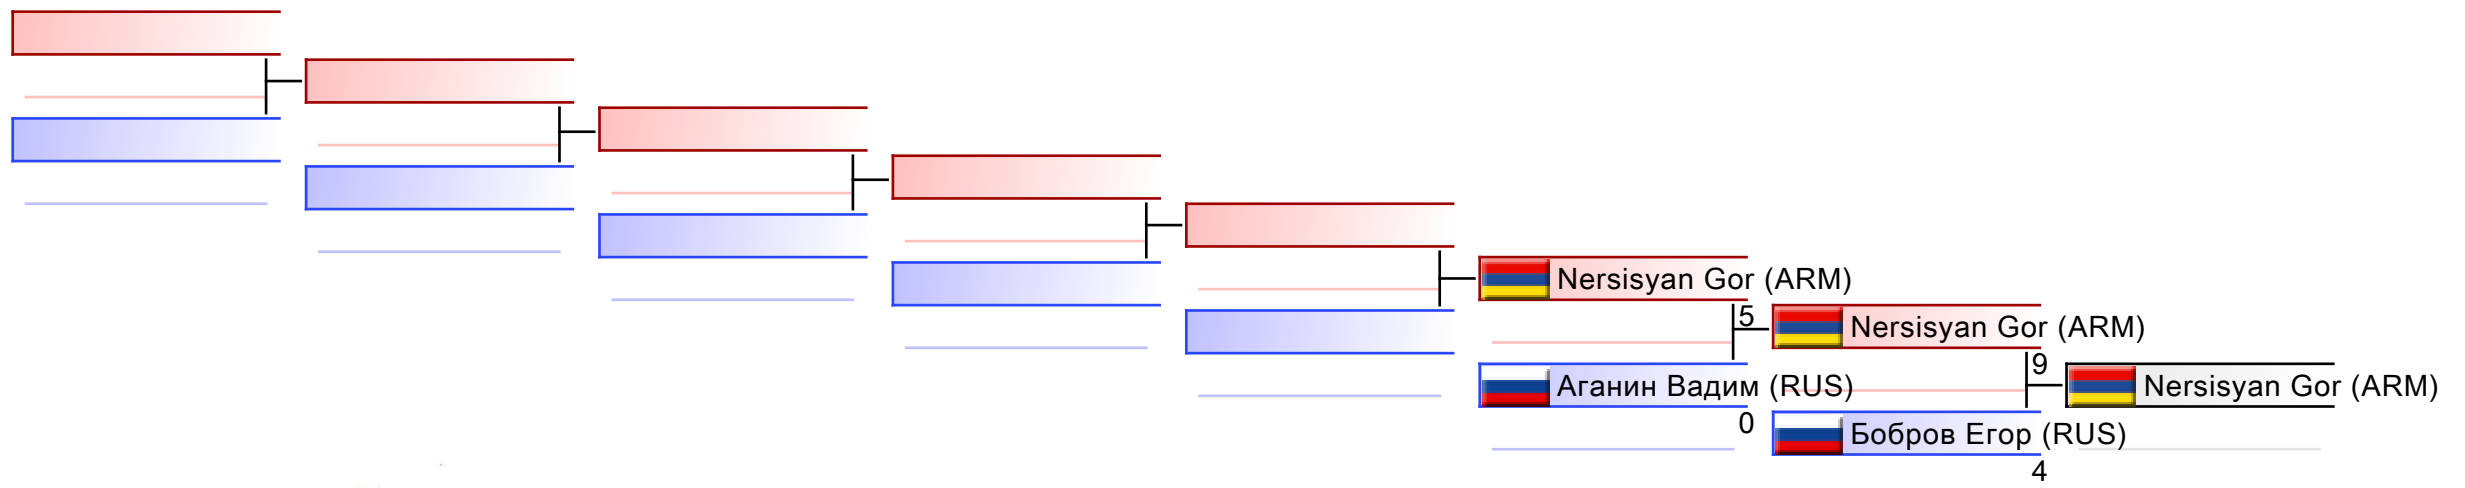 Nersisyan Gor (ARM)
5
Nersisyan Gor (ARM)
9
Аганин Вадим (RUS)
Nersisyan Gor (ARM)
0
Бобров Егор (RUS)
4